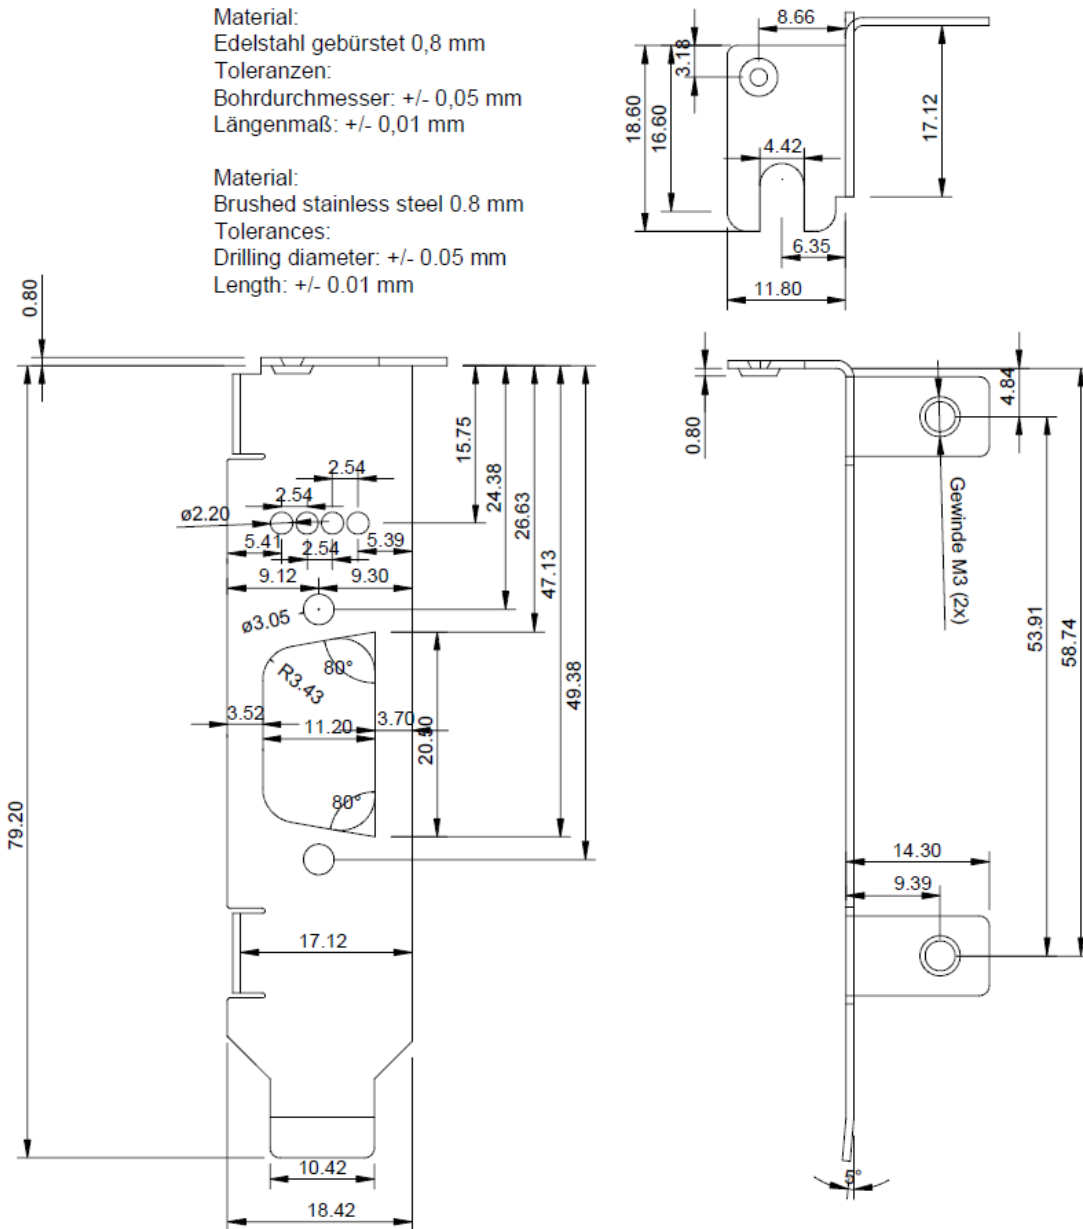 Material:
Edelstahl gebürstet 0,8 mm
Toleranzen:
Bohrdurchmesser: +/- 0,05 mm
Längenmaß: +/- 0,01 mm
Material:
Brushed stainless steel 0.8 mm
Tolerances:
Drilling diameter: +/- 0.05 mm
Length: +/- 0.01 mm
8.66
3.18
18.60
16.60
17.12
4.42
6.35
11.80
0.80
15.75
24.38
26.63
47.13
49.38
2.54
2.54
ø2.20
5.41
2.54
5.39
9.12
9.30
ø3.05
80°
R3.43
3.52
11.20
3.70
20.50
80°
79.20
17.12
10.42
18.42
0.80
4.84
Gewinde M3 (2x)
53.91
58.74
14.30
9.39
5°